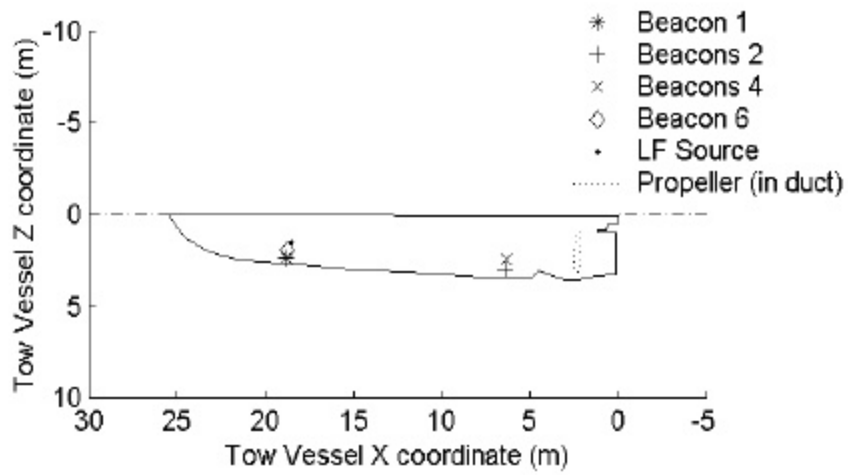 Beacon 1
Beacons 2
Beacons 4
Beacon 6
LF Source
Propeller (in duct)
Tow Vessel Z coordinate (m)
-10
-5
0
5
10
30
25
20
15
10
5
0
-5
Tow Vessel X coordinate (m)